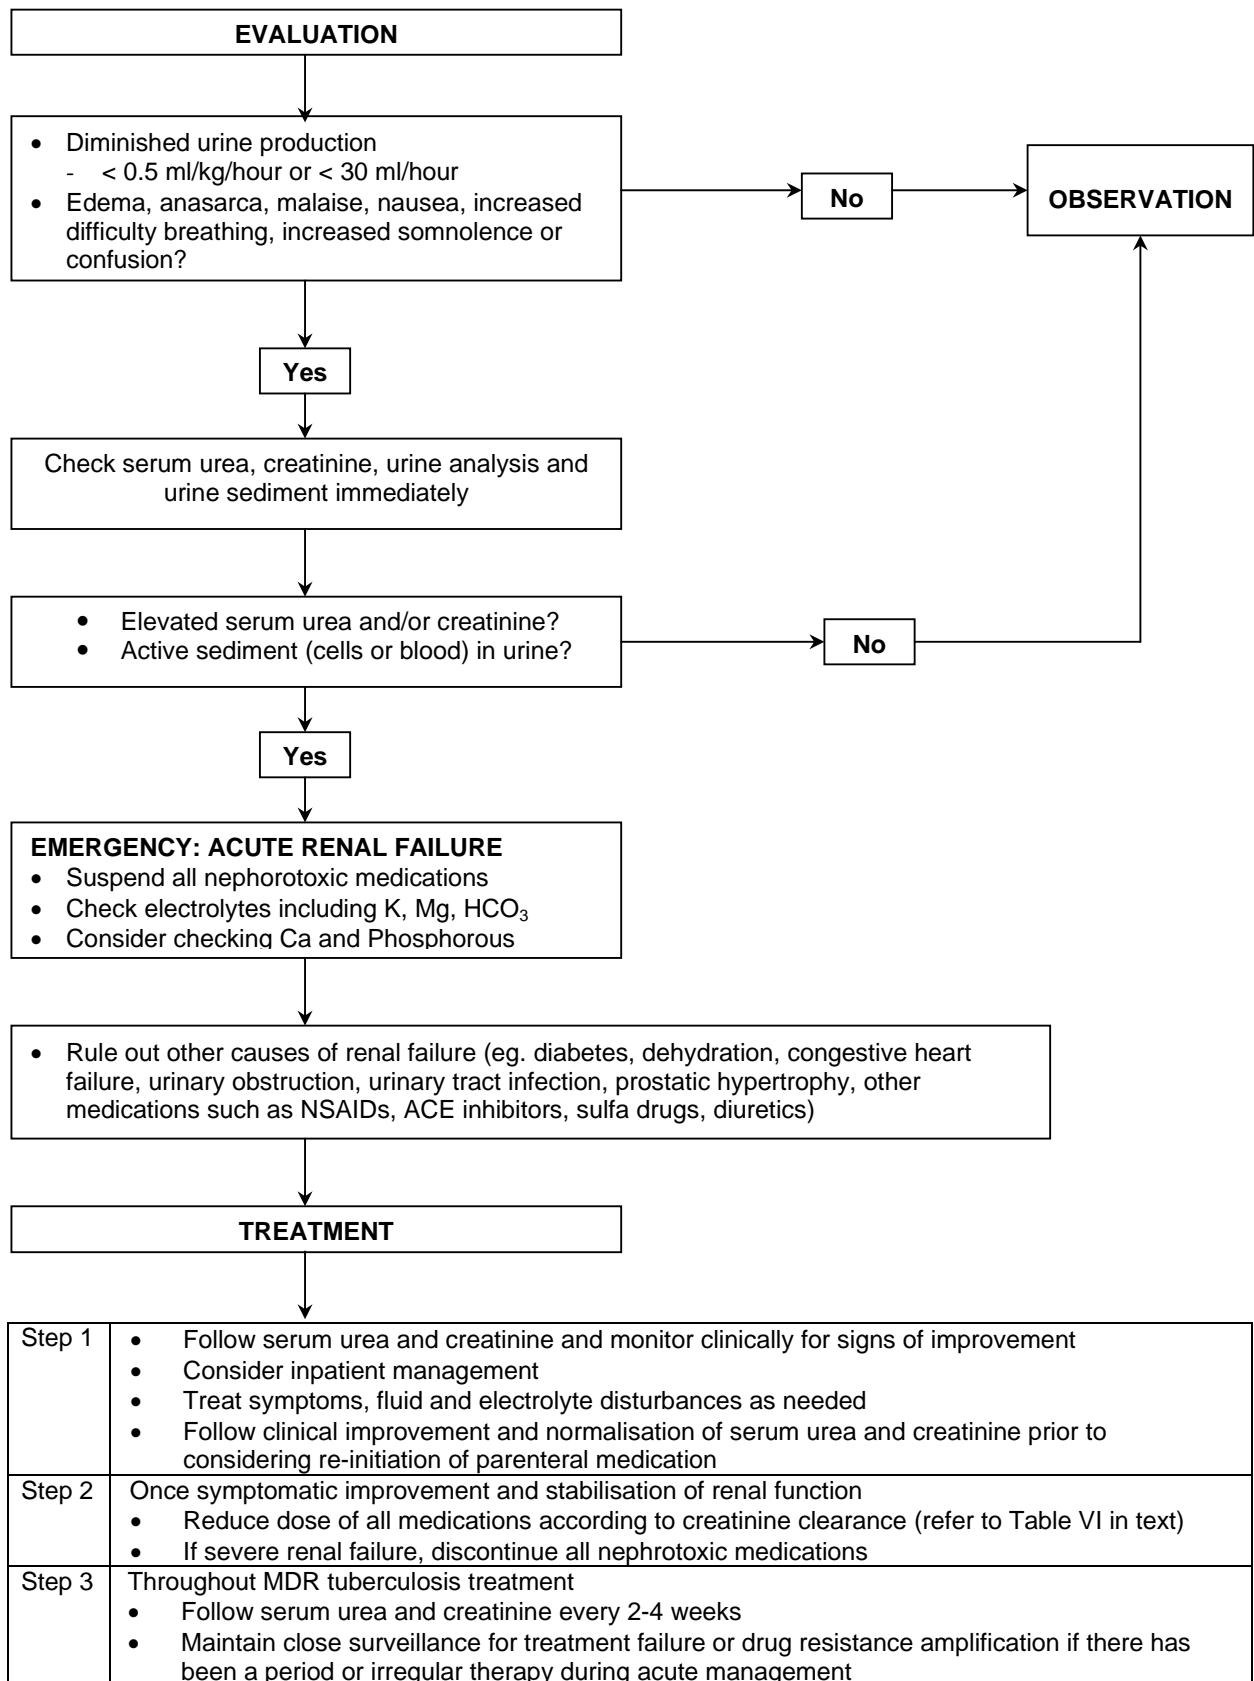 EVALUATION
• Diminished urine production
- < 0.5 ml/kg/hour or < 30 ml/hour
• Edema, anasarca, malaise, nausea, increased
difficulty breathing, increased somnolence or
confusion?
No
OBSERVATION
Yes
Check serum urea, creatinine, urine analysis and
urine sediment immediately
• Elevated serum urea and/or creatinine?
• Active sediment (cells or blood) in urine?
No
Yes
EMERGENCY: ACUTE RENAL FAILURE
• Suspend all nephorotoxic medications
• Check electrolytes including K, Mg, HCO₃
• Consider checking Ca and Phosphorous
• Rule out other causes of renal failure (eg. diabetes, dehydration, congestive heart
failure, urinary obstruction, urinary tract infection, prostatic hypertrophy, other
medications such as NSAIDs, ACE inhibitors, sulfa drugs, diuretics)
TREATMENT
Step 1
• Follow serum urea and creatinine and monitor clinically for signs of improvement
• Consider inpatient management
• Treat symptoms, fluid and electrolyte disturbances as needed
• Follow clinical improvement and normalisation of serum urea and creatinine prior to
considering re-initiation of parenteral medication
Step 2
Once symptomatic improvement and stabilisation of renal function
• Reduce dose of all medications according to creatinine clearance (refer to Table VI in text)
• If severe renal failure, discontinue all nephrotoxic medications
Step 3
Throughout MDR tuberculosis treatment
• Follow serum urea and creatinine every 2-4 weeks
• Maintain close surveillance for treatment failure or drug resistance amplification if there has
been a period or irregular therapy during acute management